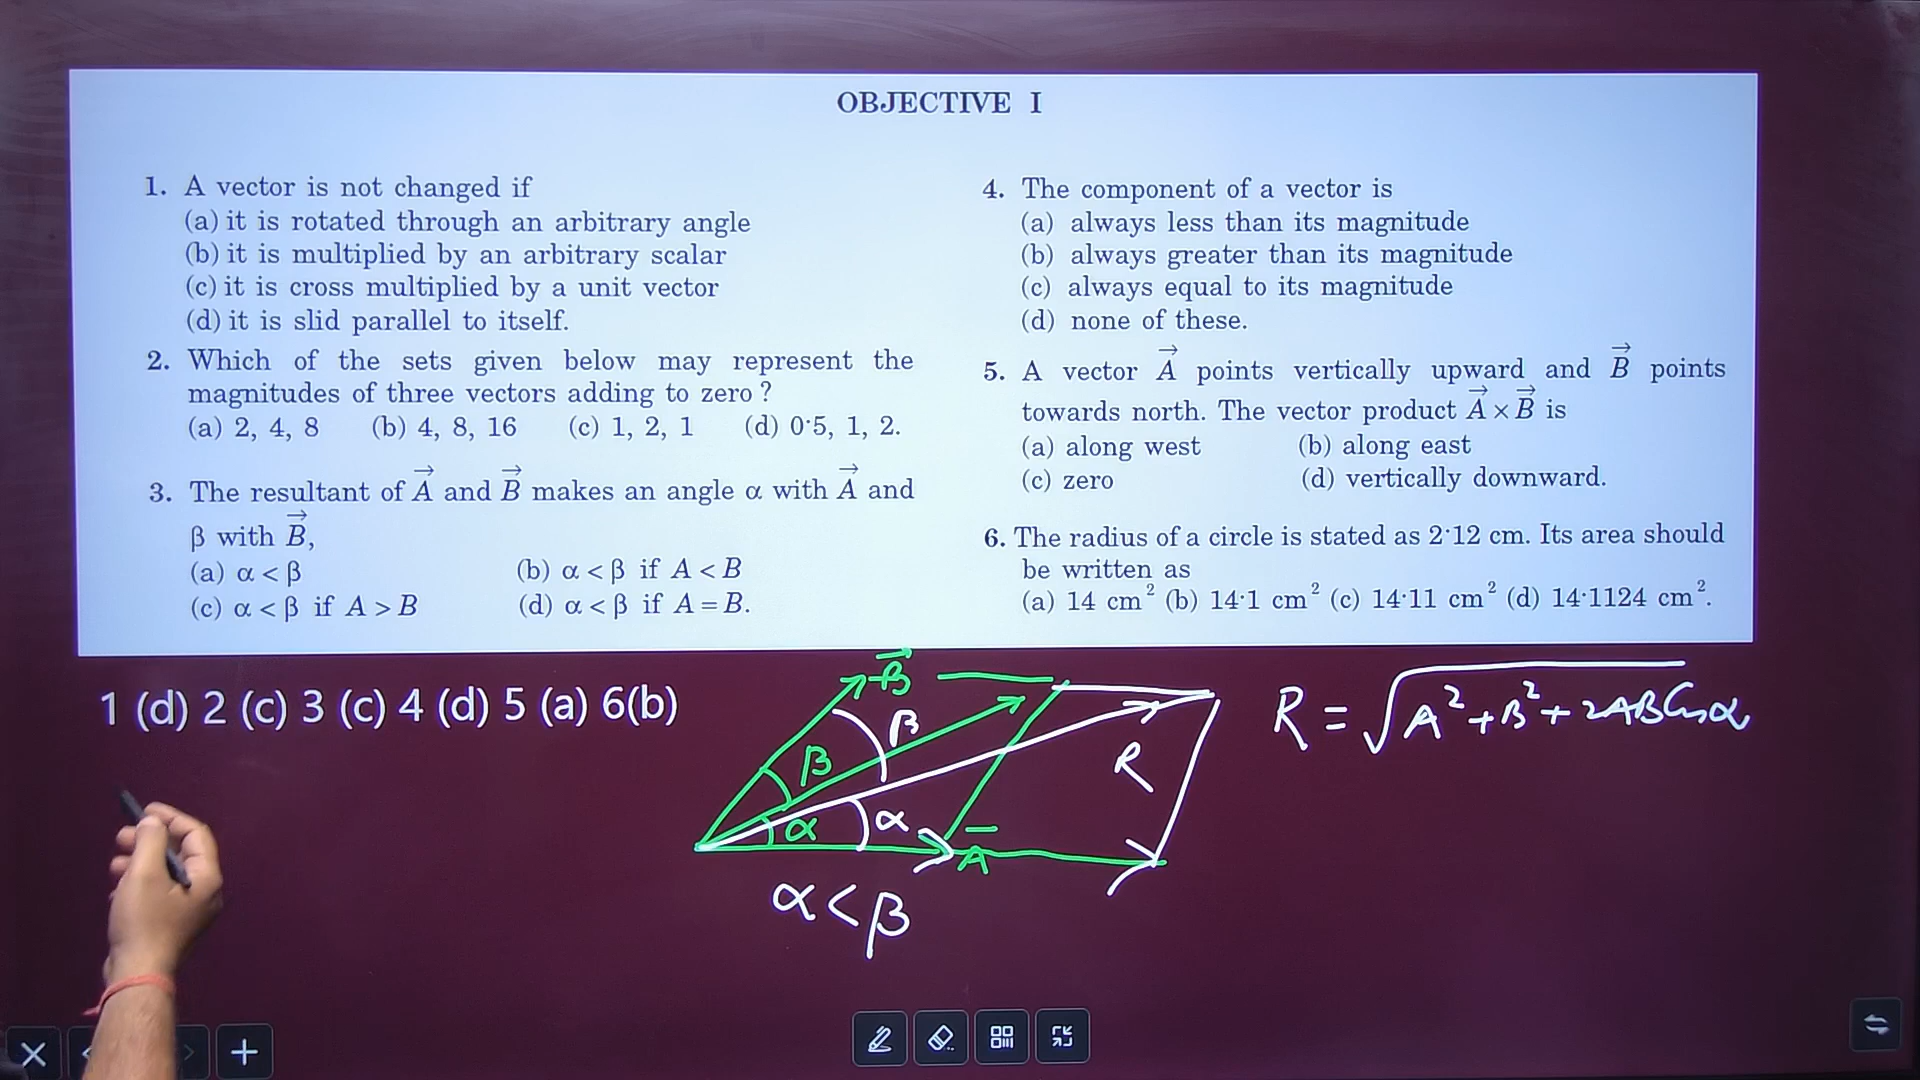 OBJECTIVE I
1. A vector is not changed if
(a) it is rotated through an arbitrary angle
(b) it is multiplied by an arbitrary scalar
(c) it is cross multiplied by a unit vector
(d) it is slid parallel to itself.
2. Which of the sets given below may represent the
magnitudes of three vectors adding to zero ?
(a) 2, 4, 8 (b) 4, 8, 16 (c) 1, 2, 1 (d) 0·5, 1, 2.
3. The resultant of A⃗ and B⃗ makes an angle α with A⃗ and
β with B⃗,
(a) α < β (b) α < β if A < B
(c) α < β if A > B (d) α < β if A = B.
4. The component of a vector is
(a) always less than its magnitude
(b) always greater than its magnitude
(c) always equal to its magnitude
(d) none of these.
5. A vector A⃗ points vertically upward and B⃗ points
towards north. The vector product A⃗ × B⃗ is
(a) along west (b) along east
(c) zero (d) vertically downward.
6. The radius of a circle is stated as 2·12 cm. Its area should
be written as
(a) 14 cm² (b) 14·1 cm² (c) 14·11 cm² (d) 14·1124 cm².
1 (d) 2 (c) 3 (c) 4 (d) 5 (a) 6(b)
B⃗
β
β
α
α
A
R
α < β
R = √A² + B² + 2AB Cos α